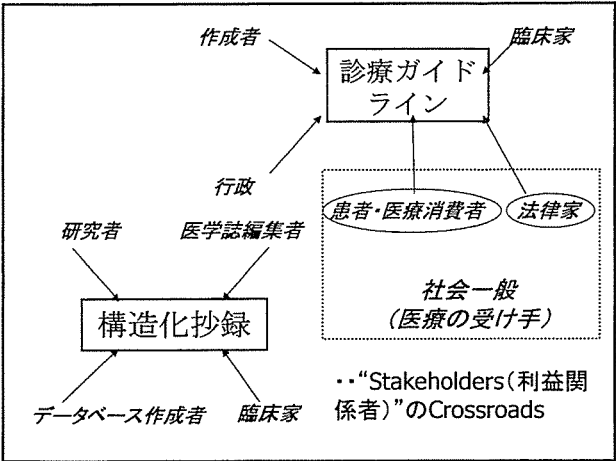 作成者
臨床家
診療ガイド
ライン
行政
患者・医療消費者
法律家
研究者
医学誌編集者
社会一般
（医療の受け手）
構造化抄録
‥“Stakeholders（利益関
係者）”のCrossroads
データベース作成者
臨床家